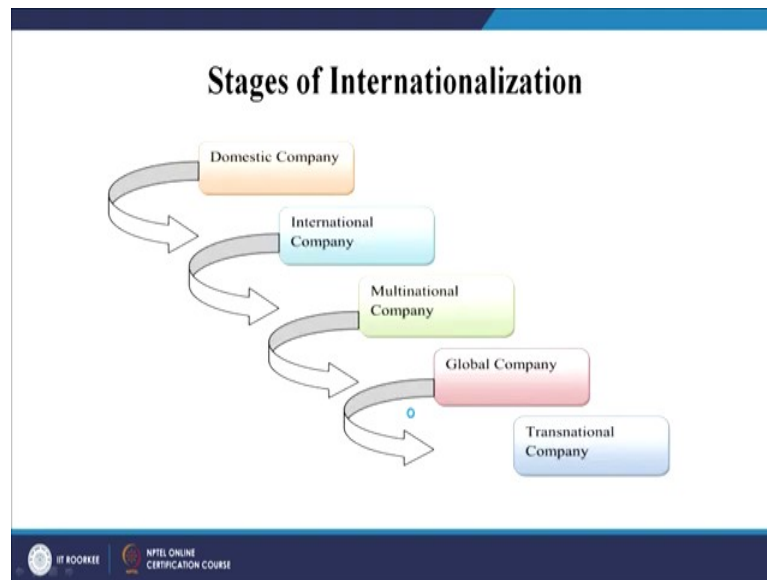 Stages of Internationalization
Domestic Company
International
Company
Multinational
Company
Global Company
Transnational
Company
IIT ROORKEE
NPTEL ONLINE
CERTIFICATION COURSE